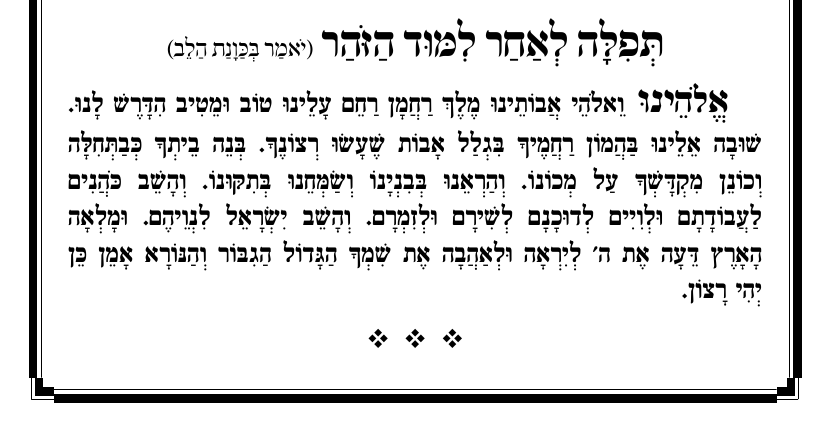 תְּפִלָּה לְאַחַר לִמּוּד הַזֹּהַר (יֹאמַר בְּכַוָּנַת הַלֵּב)
אֱלֹהֵינוּ וֵאלֹהֵי אֲבוֹתֵינוּ מֶלֶךְ רַחֲמָן רַחֵם עָלֵינוּ טוֹב וּמֵטִיב הִדָּרֶשׁ לָנוּ.
שׁוּבָה אֵלֵינוּ בַּהֲמוֹן רַחֲמֶיךָ בִּגְלַל אָבוֹת שֶׁעָשׂוּ רְצוֹנֶךָ. בְּנֵה בֵיתְךָ כְּבַתְּחִלָּה
וְכוֹנֵן מִקְדָּשְׁךָ עַל מְכוֹנוֹ. וְהַרְאֵנוּ בְּבִנְיָנוֹ וְשַׂמְּחֵנוּ בְּתִקּוּנוֹ. וְהָשֵׁב כֹּהֲנִים
לַעֲבוֹדָתָם וּלְוִיִּים לְדוּכָנָם לְשִׁירָם וּלְזִמְרָם. וְהָשֵׁב יִשְׂרָאֵל לִנְוֵיהֶם. וּמָלְאָה
הָאָרֶץ דֵּעָה אֶת ה׳ לְיִרְאָה וּלְאַהֲבָה אֶת שִׁמְךָ הַגָּדוֹל הַגִּבּוֹר וְהַנּוֹרָא אָמֵן כֵּן
יְהִי רָצוֹן.